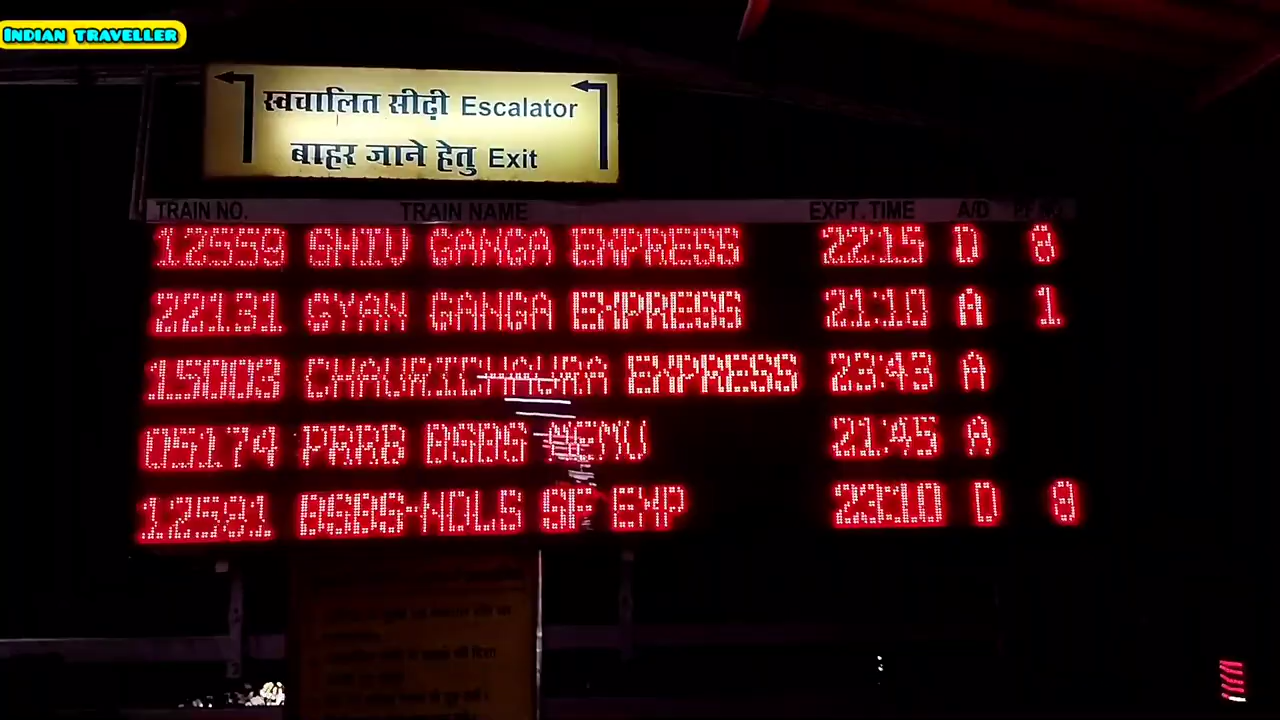 INDIAN TRAVELLER
स्वचालित सीढ़ी Escalator
बाहर जाने हेतु Exit
TRAIN NO. TRAIN NAME EXPT. TIME A/D PF NO.
12559 SHIV GANGA EXPRESS 22:15 D 8
22131 GYAN GANGA EXPRESS 21:10 A 1
15003 CHAURICHAURA EXPRESS 23:43 A
05174 PRRB BSBS MEMU 21:45 A
12581 BSBS-NDLS SF EXP 23:10 D 8